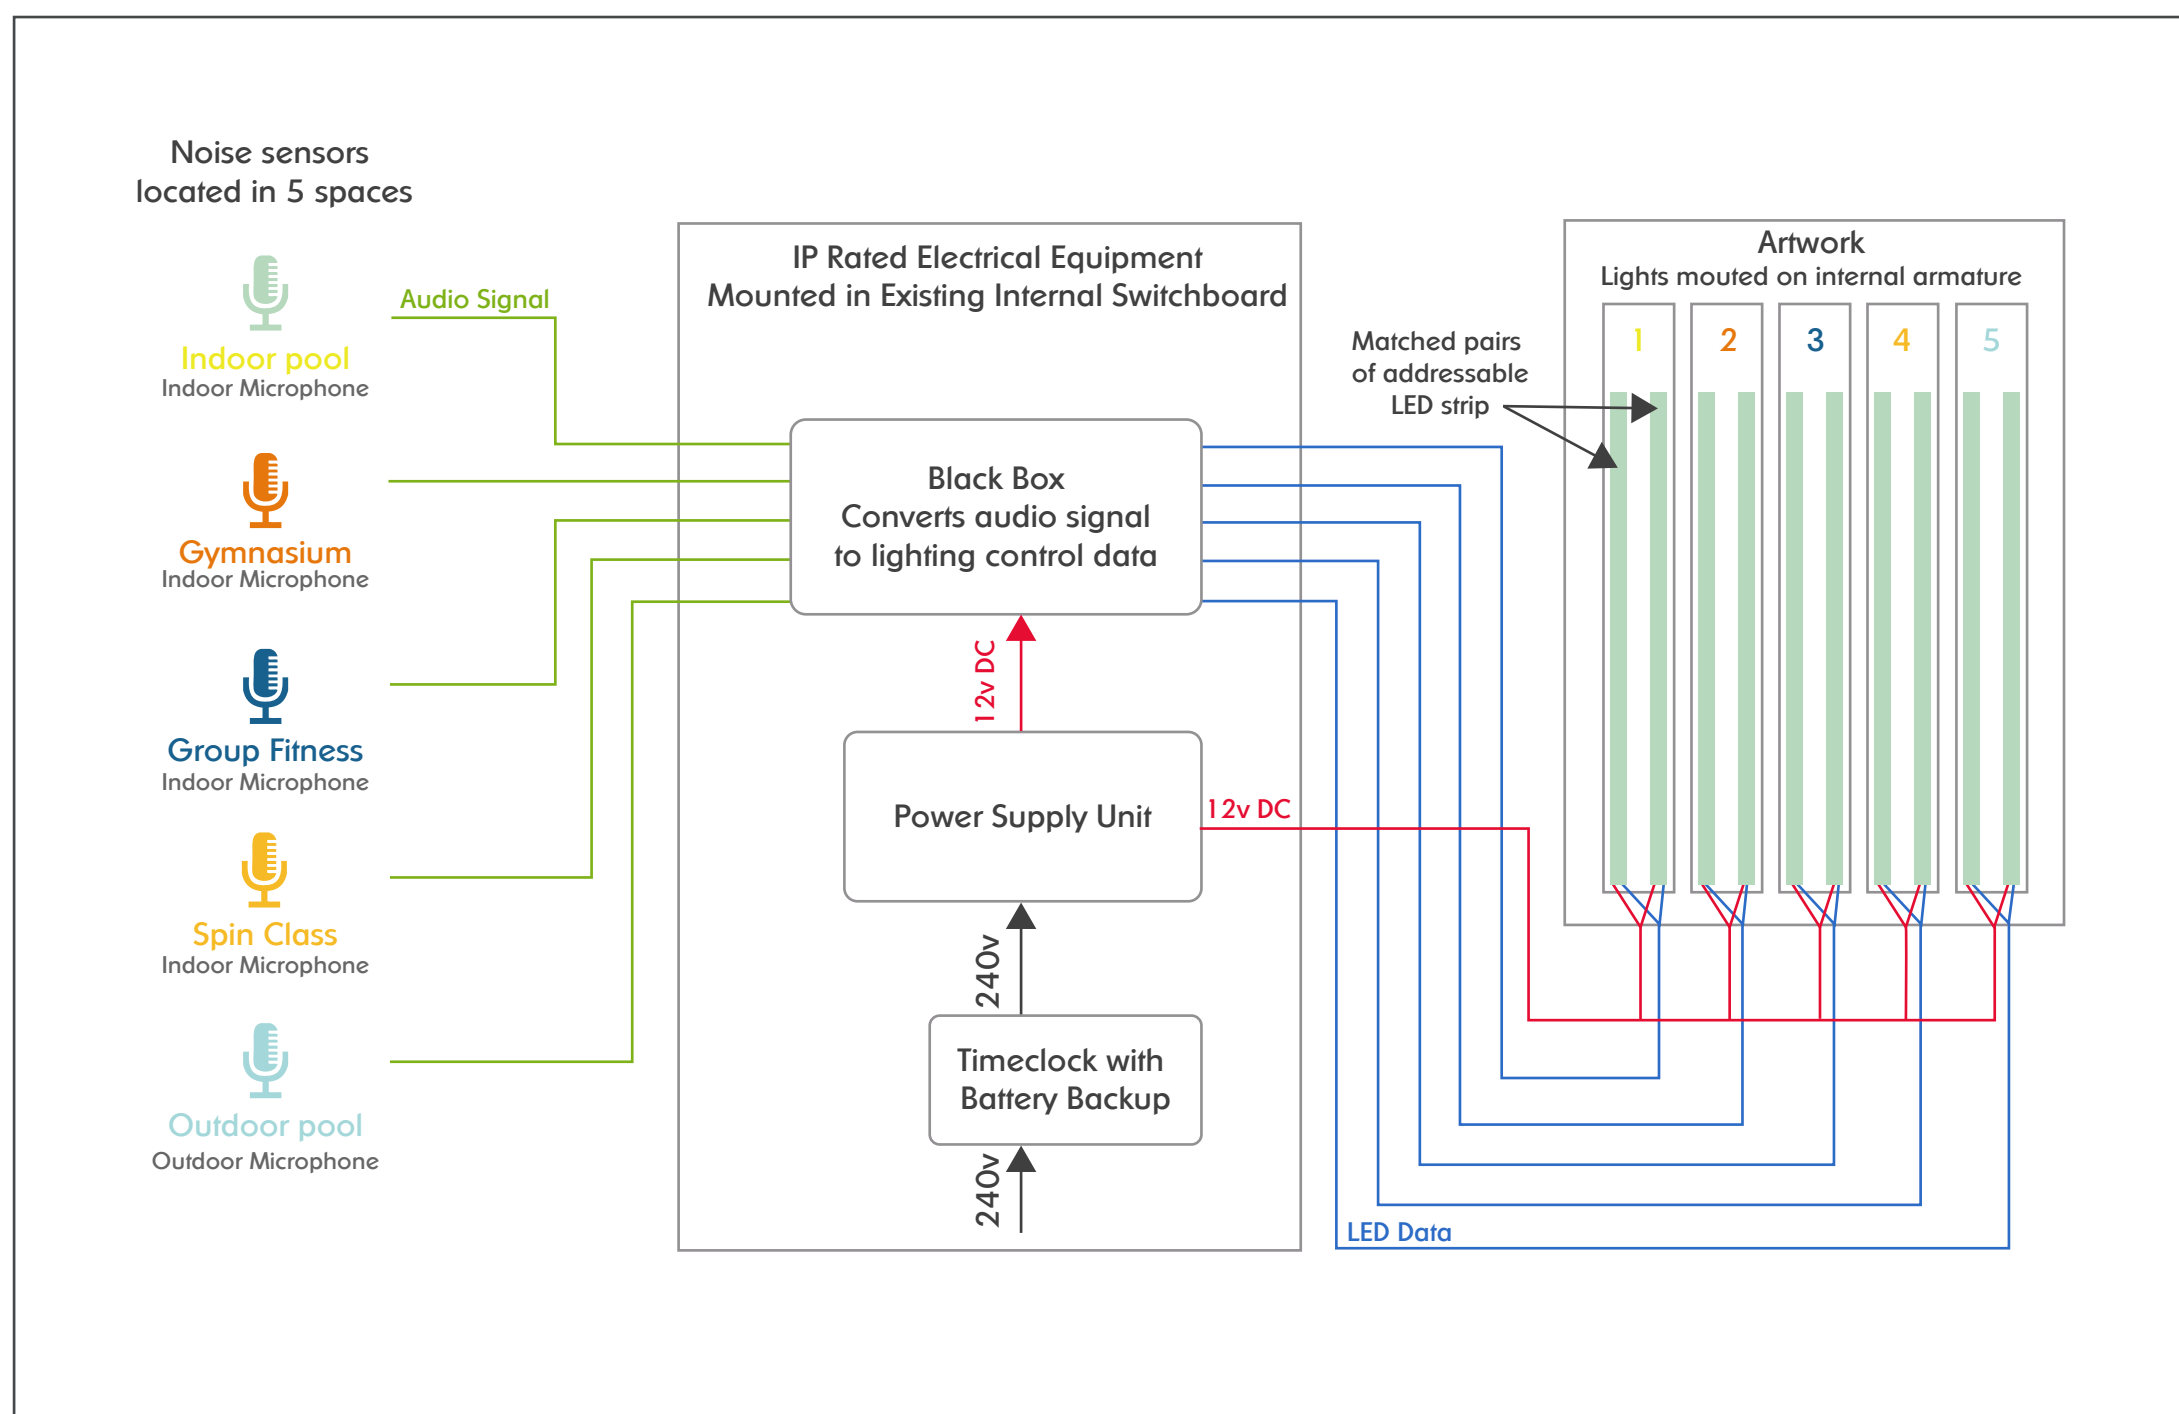 Noise sensors
located in 5 spaces
Audio Signal
Indoor pool
Indoor Microphone
Gymnasium
Indoor Microphone
Group Fitness
Indoor Microphone
Spin Class
Indoor Microphone
Outdoor pool
Outdoor Microphone
IP Rated Electrical Equipment
Mounted in Existing Internal Switchboard
Black Box
Converts audio signal
to lighting control data
12v DC
Power Supply Unit
12v DC
240v
Timeclock with
Battery Backup
240v
LED Data
Matched pairs
of addressable
LED strip
Artwork
Lights mouted on internal armature
1 2 3 4 5